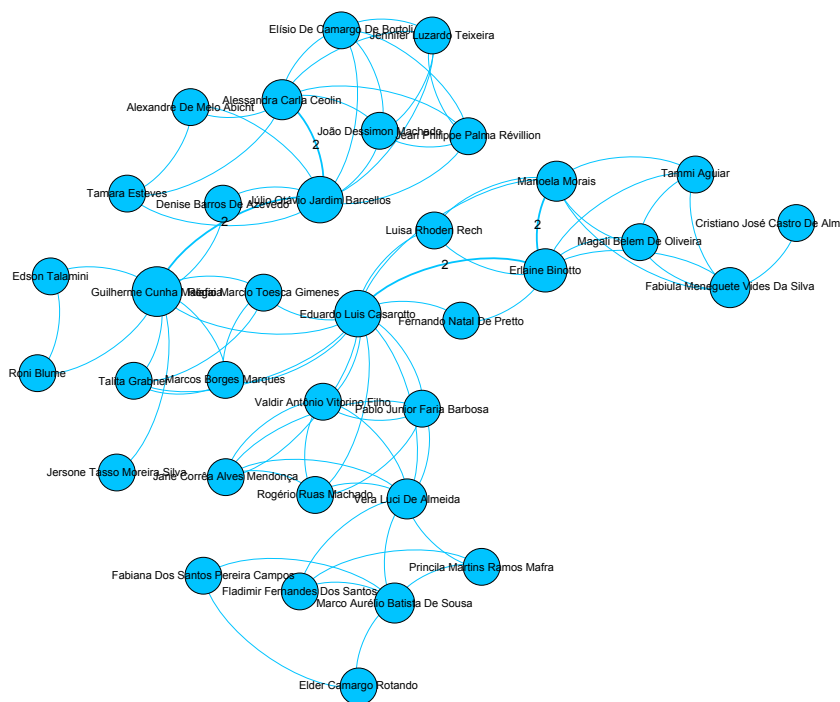 Elísio De Camargo De Bortoli
Jennifer Luzardo Teixeira
Alessandra Carla Ceolin
Alexandre De Melo Abicht
João Dessimon Machado
Jean Philippe Palma Révillion
2
Tamara Esteves
Denise Barros De Azevedo
Júlio Otávio Jardim Barcellos
2
Manoela Morais
Tammi Aguiar
Luisa Rhoden Rech
2
Cristiano José Castro De Alm
Magali Belem De Oliveira
Erlaine Binotto
2
Edson Talamini
Guilherme Cunha
Régio Marcio Toesca Gimenes
Fabiula Meneguete Vides Da Silva
Eduardo Luis Casarotto
Fernando Natal De Pretto
Roni Blume
Talita Grabner
Marcos Borges Marques
Valdir Antônio Vitorino Filho
Pablo Junior Faria Barbosa
Jersone Tasso Moreira Silva
Jane Corrêa Alves Mendonça
Rogério Ruas Machado
Vera Luci De Almeida
Princila Martins Ramos Mafra
Fabiana Dos Santos Pereira Campos
Fladimir Fernandes Dos Santos
Marco Aurélio Batista De Sousa
Elder Camargo Rotando